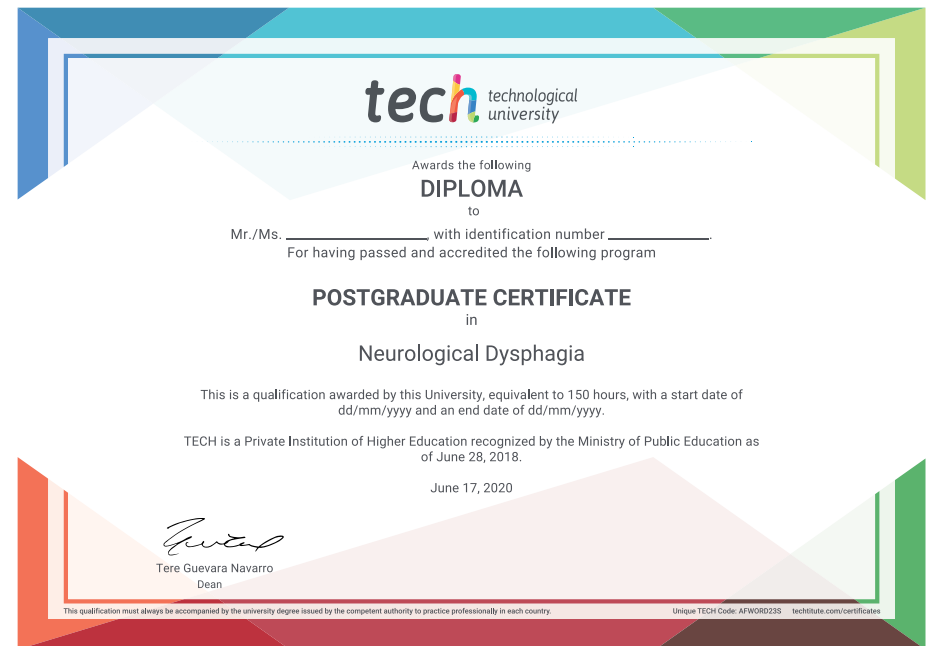 tech technological
university
Awards the following
DIPLOMA
to
Mr./Ms. ____________________, with identification number ______________.
For having passed and accredited the following program
POSTGRADUATE CERTIFICATE
in
Neurological Dysphagia
This is a qualification awarded by this University, equivalent to 150 hours, with a start date of
dd/mm/yyyy and an end date of dd/mm/yyyy.
TECH is a Private Institution of Higher Education recognized by the Ministry of Public Education as
of June 28, 2018.
June 17, 2020
Tere Guevara Navarro
Dean
This qualification must always be accompanied by the university degree issued by the competent authority to practice professionally in each country.
Unique TECH Code: AFWORD23S techtitute.com/certificates